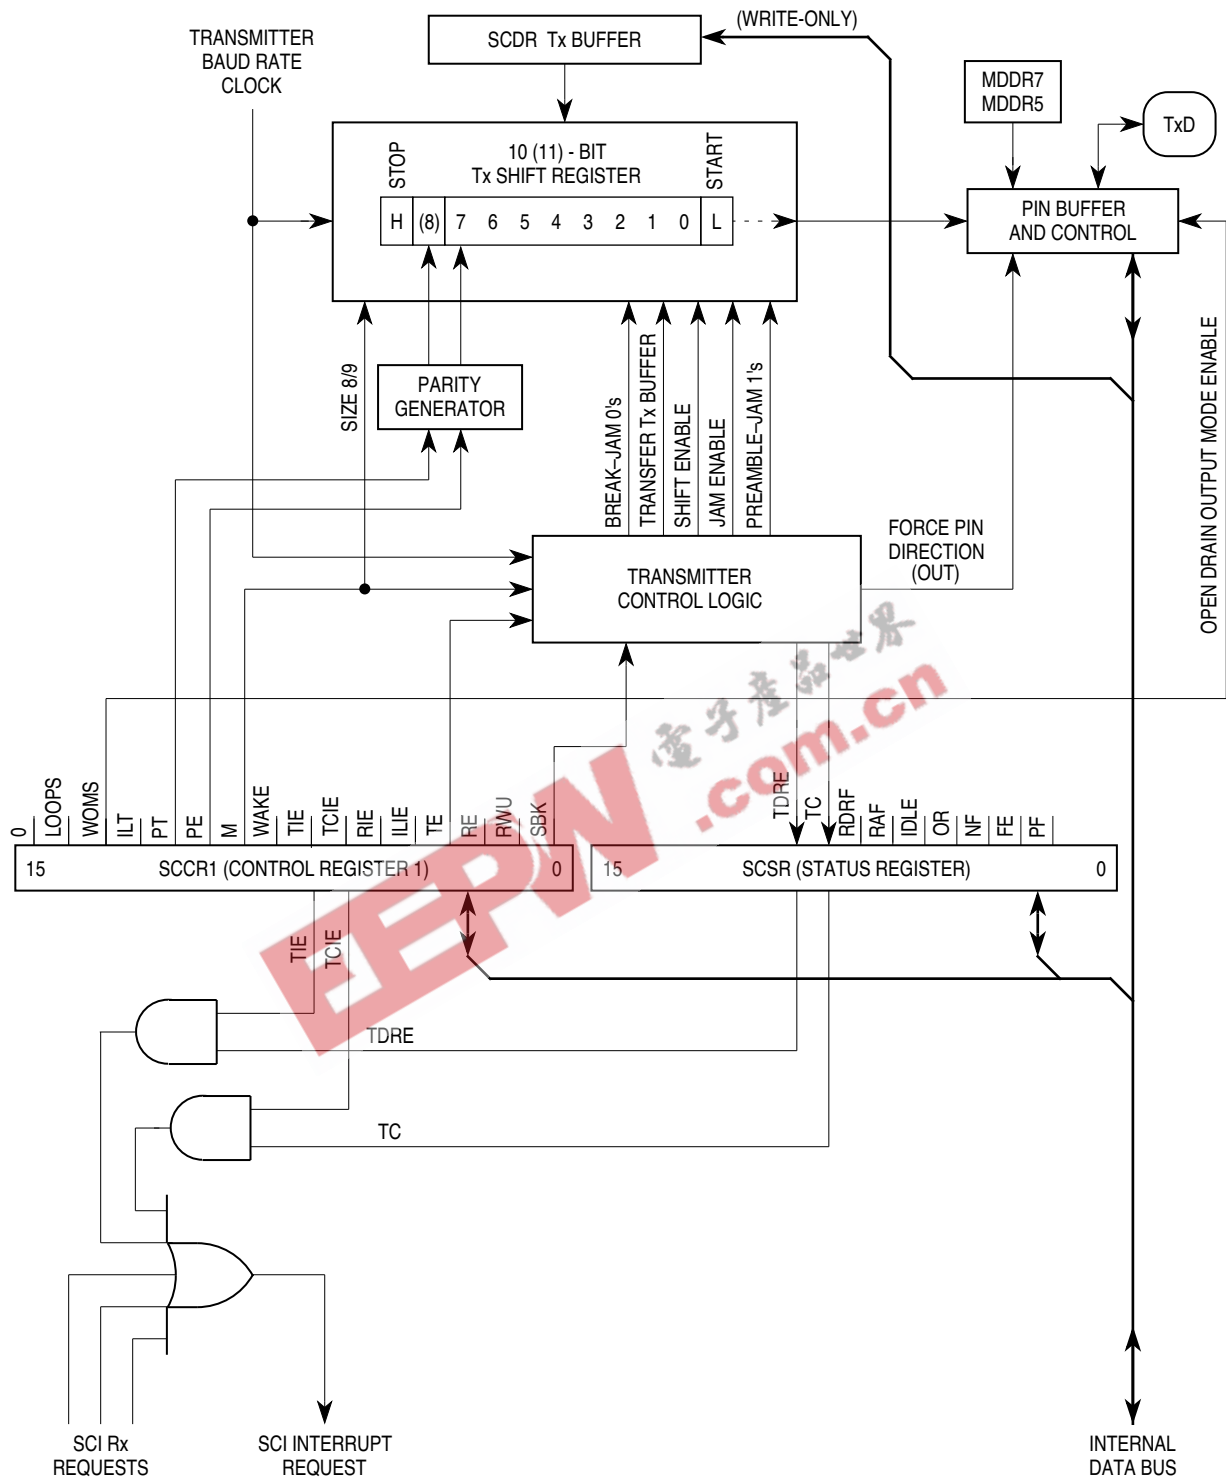 (WRITE-ONLY)
TRANSMITTER
BAUD RATE
CLOCK
SCDR Tx BUFFER
MDDR7
MDDR5
TxD
10 (11) - BIT
Tx SHIFT REGISTER
STOP
START
H (8) 7 6 5 4 3 2 1 0 L
PIN BUFFER
AND CONTROL
SIZE 8/9
PARITY
GENERATOR
BREAK–JAM 0's
TRANSFER Tx BUFFER
SHIFT ENABLE
JAM ENABLE
PREAMBLE–JAM 1's
OPEN DRAIN OUTPUT MODE ENABLE
FORCE PIN
DIRECTION
(OUT)
TRANSMITTER
CONTROL LOGIC
電子產品世界
EEPW.com.cn
0
LOOPS
WOMS
ILT
PT
PE
M
WAKE
TIE
TCIE
RIE
ILIE
TE
RE
RWU
SBK
TDRE
TC
RDRF
RAF
IDLE
OR
NF
FE
PF
15 SCCR1 (CONTROL REGISTER 1) 0
15 SCSR (STATUS REGISTER) 0
TIE
TCIE
TDRE
TC
SCI Rx
REQUESTS
SCI INTERRUPT
REQUEST
INTERNAL
DATA BUS